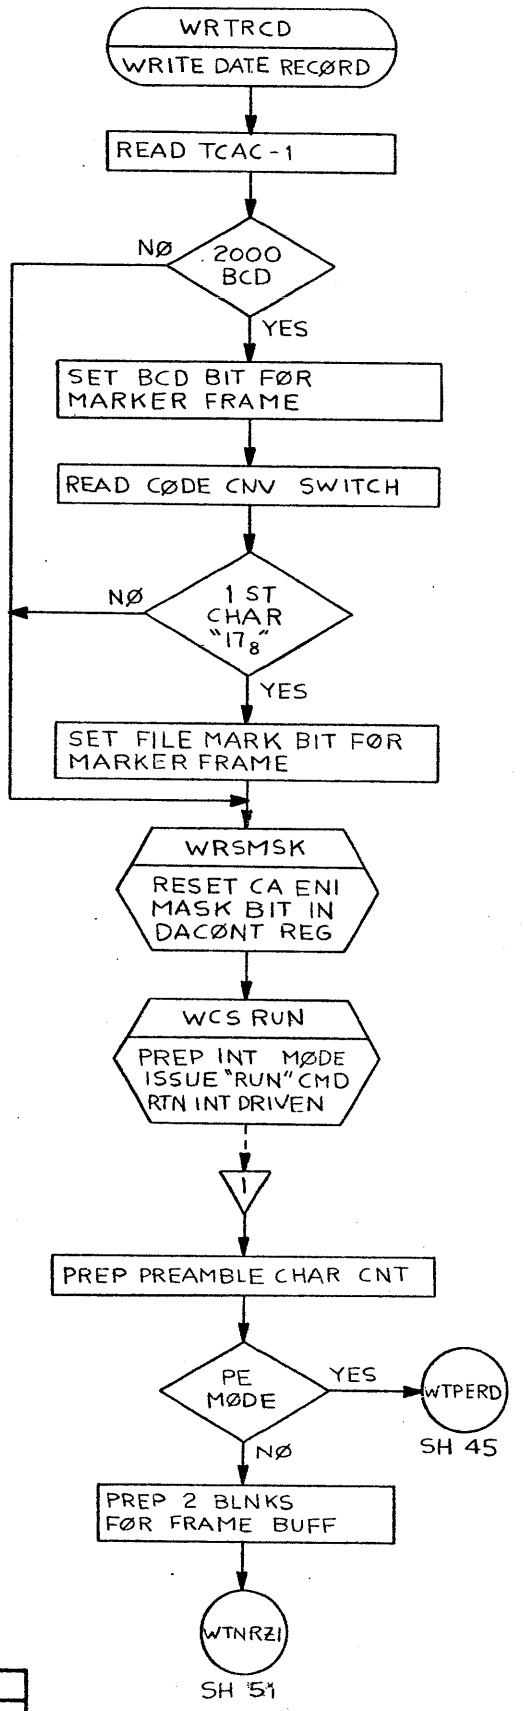 WRTRCD
WRITE DATE RECØRD
READ TCAC-1
NØ
2000
BCD
YES
SET BCD BIT FØR
MARKER FRAME
READ CØDE CNV SWITCH
NØ
1 ST
CHAR
"17₈"
YES
SET FILE MARK BIT FØR
MARKER FRAME
WRSMSK
RESET CA ENI
MASK BIT IN
DACØNT REG
WCS RUN
PREP INT MØDE
ISSUE "RUN" CMD
RTN INT DRIVEN
1
PREP PREAMBLE CHAR CNT
PE
MØDE
YES
WTPERD
SH 45
NØ
PREP 2 BLNKS
FØR FRAME BUFF
WTNRZI
SH 51